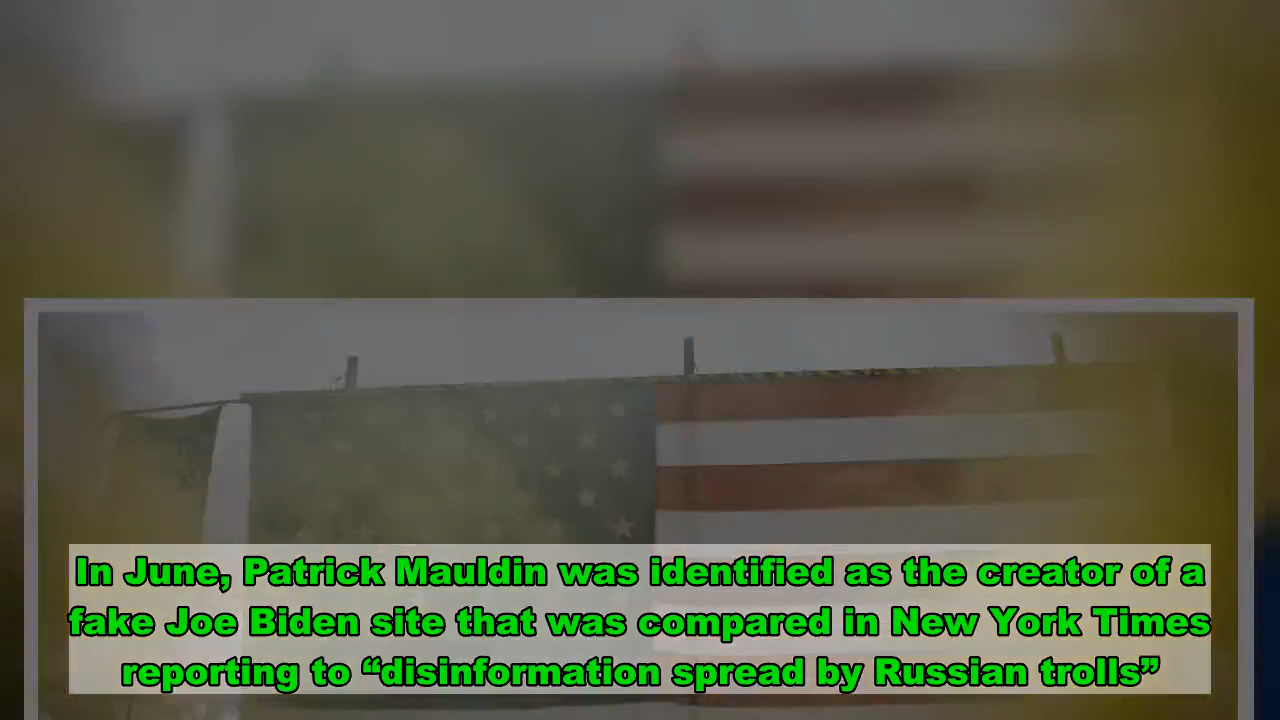 In June, Patrick Mauldin was identified as the creator of a
fake Joe Biden site that was compared in New York Times
reporting to “disinformation spread by Russian trolls”